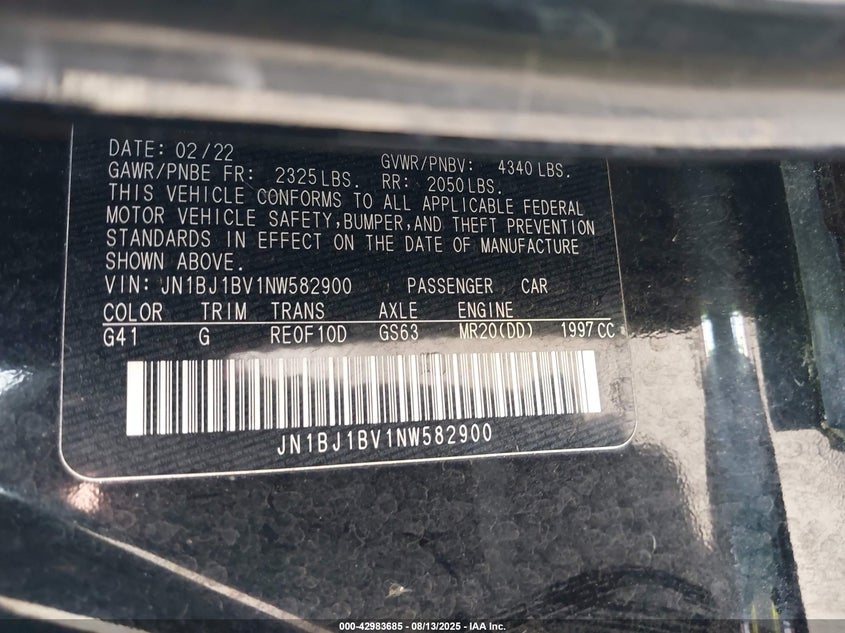 DATE: 02/22 GVWR/PNBV: 4340 LBS.
GAWR/PNBE FR: 2325 LBS. RR: 2050 LBS.
THIS VEHICLE CONFORMS TO ALL APPLICABLE FEDERAL
MOTOR VEHICLE SAFETY,BUMPER,AND THEFT PREVENTION
STANDARDS IN EFFECT ON THE DATE OF MANUFACTURE
SHOWN ABOVE.
VIN: JN1BJ1BV1NW582900 PASSENGER CAR
COLOR TRIM TRANS AXLE ENGINE
G41 G RE0F10D GS63 MR20(DD) 1997CC
JN1BJ1BV1NW582900
000-42983685 - 08/13/2025 - IAA Inc.